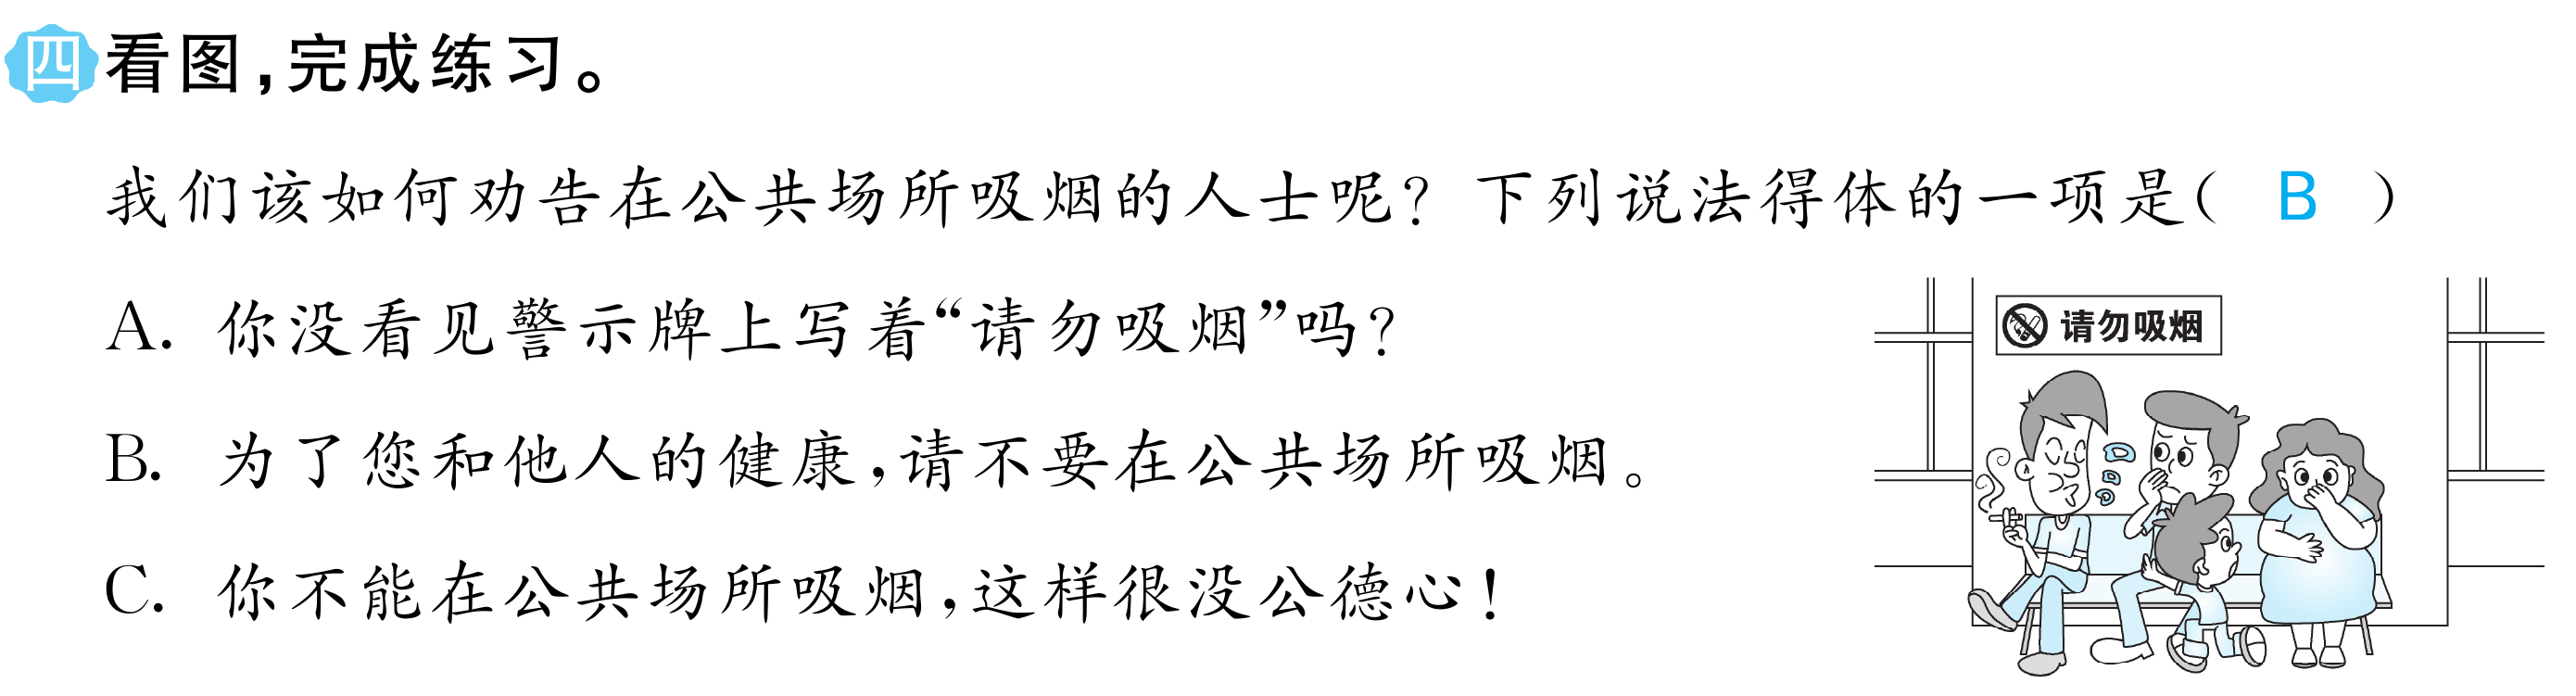 四 看图,完成练习。
我们该如何劝告在公共场所吸烟的人士呢？下列说法得体的一项是( B )
A. 你没看见警示牌上写着“请勿吸烟”吗？
请勿吸烟
B. 为了您和他人的健康,请不要在公共场所吸烟。
C. 你不能在公共场所吸烟,这样很没公德心！